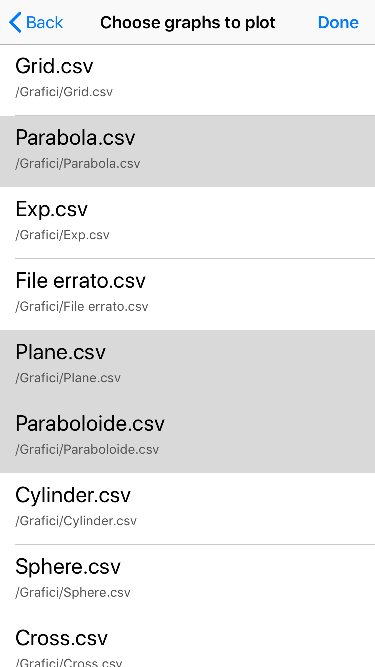 Back Choose graphs to plot Done
Grid.csv
/Grafici/Grid.csv
Parabola.csv
/Grafici/Parabola.csv
Exp.csv
/Grafici/Exp.csv
File errato.csv
/Grafici/File errato.csv
Plane.csv
/Grafici/Plane.csv
Paraboloide.csv
/Grafici/Paraboloide.csv
Cylinder.csv
/Grafici/Cylinder.csv
Sphere.csv
/Grafici/Sphere.csv
Cross.csv
/Grafici/Cross.csv